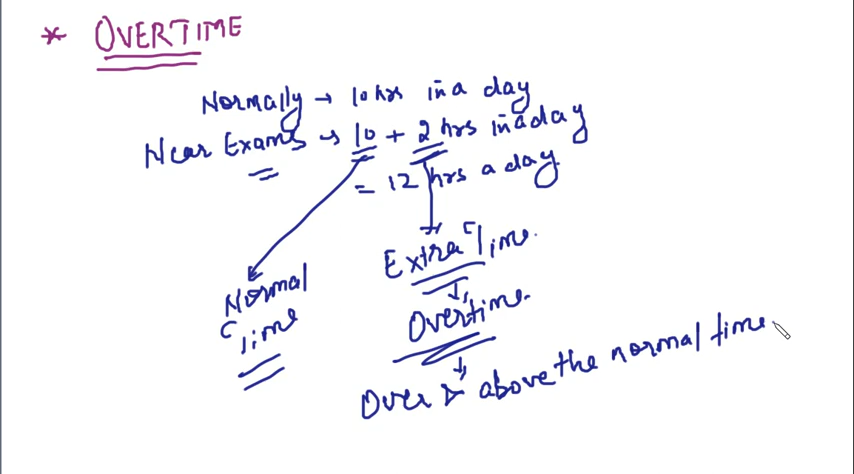 * OVERTIME
Normally → 10 hrs in a day
Near Exams → 10 + 2 hrs in a day
= 12 hrs a day.
Extra Time.
Normal Time
Overtime.
Over & above the normal time.